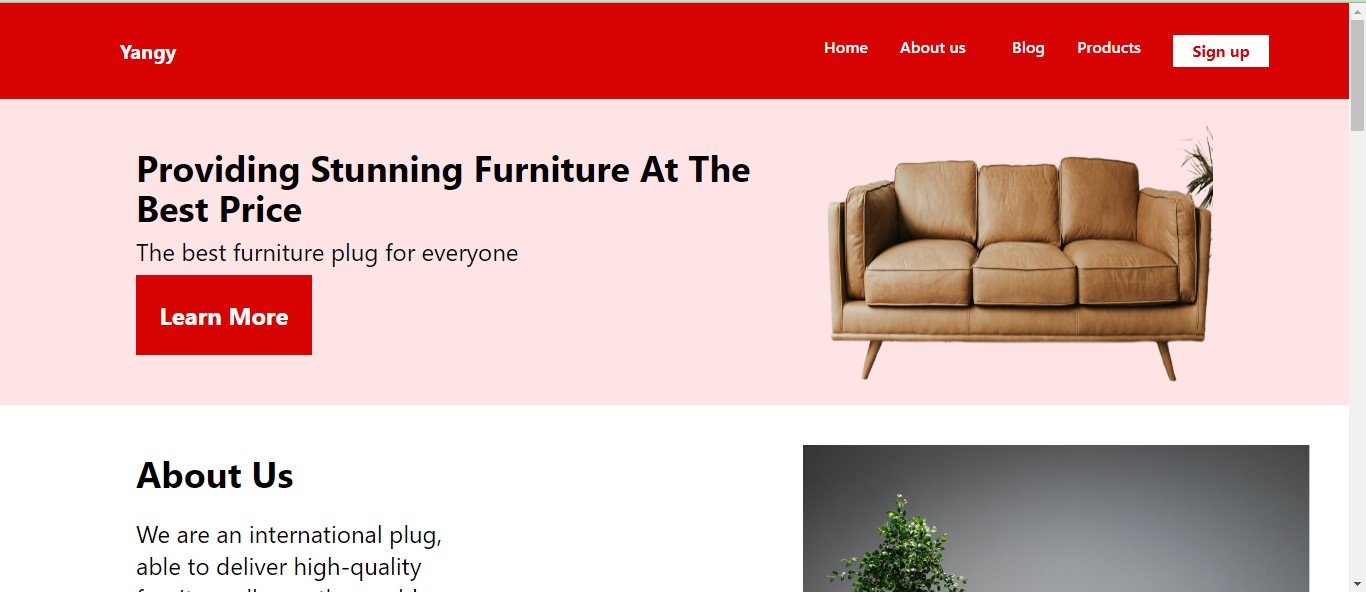 Yangy
Home About us Blog Products Sign up
Providing Stunning Furniture At The
Best Price
The best furniture plug for everyone
Learn More
About Us
We are an international plug,
able to deliver high-quality